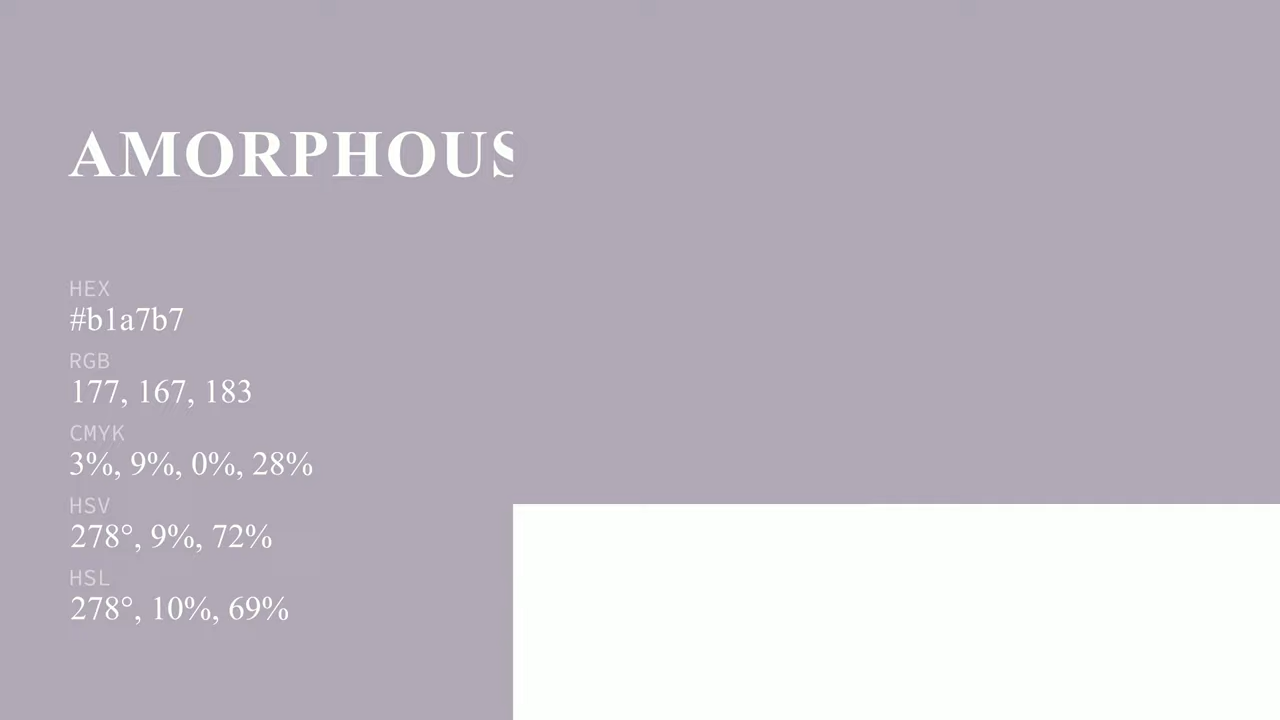 AMORPHOUS
HEX
#b1a7b7
RGB
177, 167, 183
CMYK
3%, 9%, 0%, 28%
HSV
278°, 9%, 72%
HSL
278°, 10%, 69%